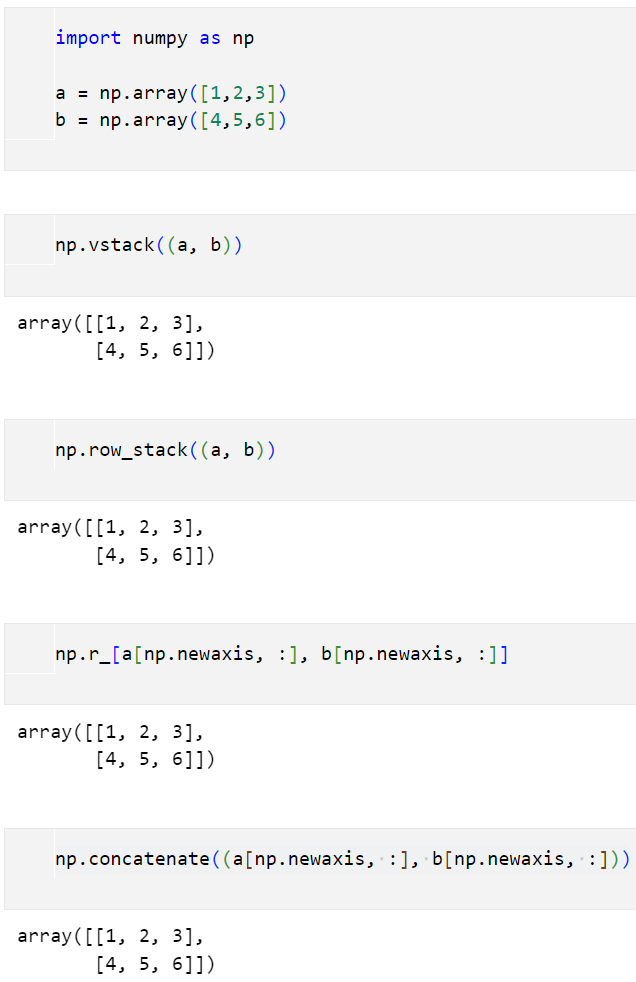 import numpy as np
a = np.array([1,2,3])
b = np.array([4,5,6])
np.vstack((a, b))
array([[1, 2, 3],
       [4, 5, 6]])
np.row_stack((a, b))
array([[1, 2, 3],
       [4, 5, 6]])
np.r_[a[np.newaxis, :], b[np.newaxis, :]]
array([[1, 2, 3],
       [4, 5, 6]])
np.concatenate((a[np.newaxis, :], b[np.newaxis, :]))
array([[1, 2, 3],
       [4, 5, 6]])